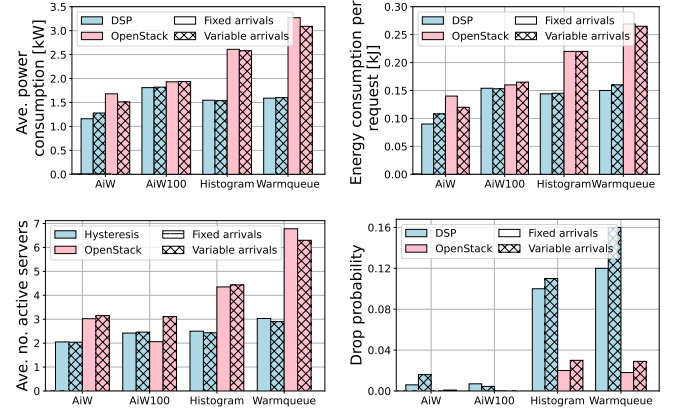 Ave. power
consumption [kW]
3.5
3.0
2.5
2.0
1.5
1.0
0.5
0.0
DSP
OpenStack
Fixed arrivals
Variable arrivals
AiW
AiW100
Histogram
Warmqueue
Energy consumption per
request [kJ]
0.30
0.25
0.20
0.15
0.10
0.05
0.00
DSP
OpenStack
Fixed arrivals
Variable arrivals
AiW
AiW100
Histogram
Warmqueue
Ave. no. active servers
7
6
5
4
3
2
1
0
Hysteresis
OpenStack
Fixed arrivals
Variable arrivals
AiW
AiW100
Histogram
Warmqueue
Drop probability
0.16
0.12
0.08
0.04
0.00
DSP
OpenStack
Fixed arrivals
Variable arrivals
AiW
AiW100
Histogram
Warmqueue